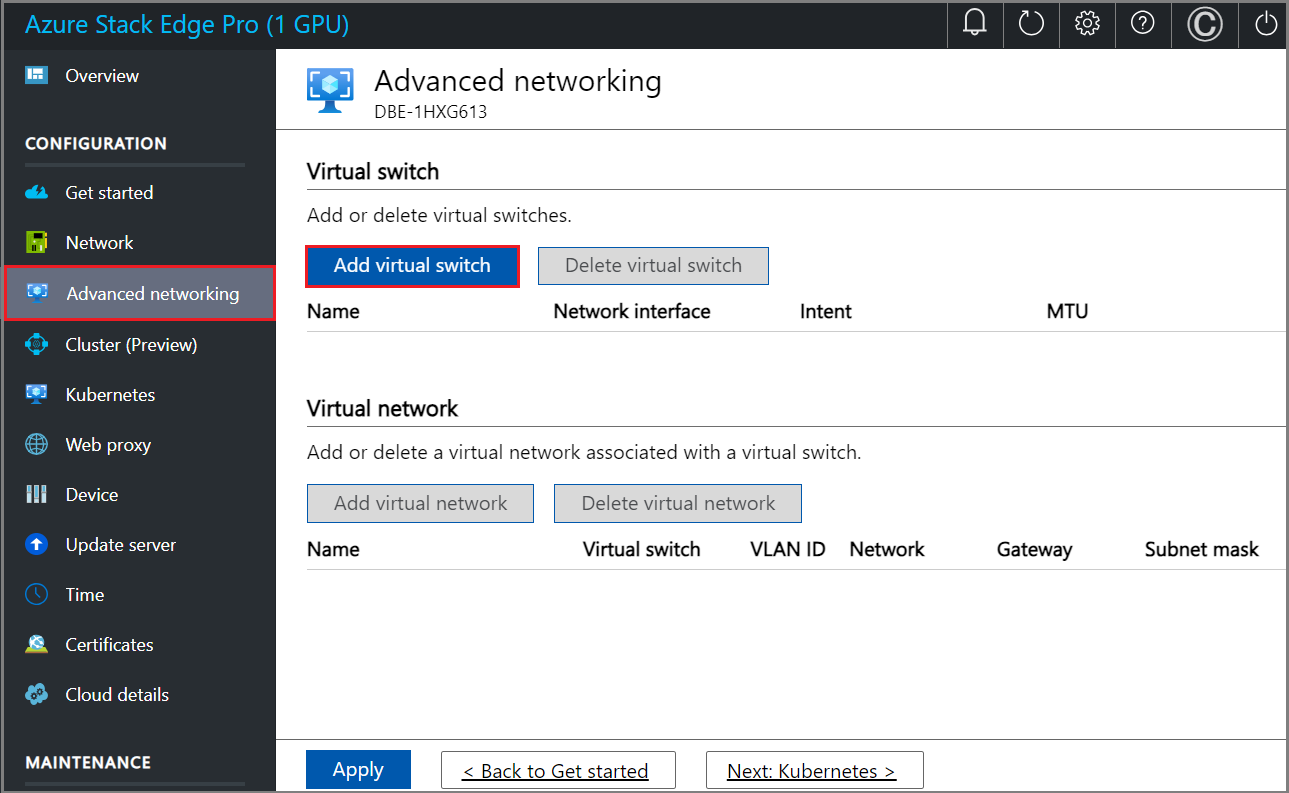 Azure Stack Edge Pro (1 GPU)
©
Overview
CONFIGURATION
Get started
Network
Advanced networking
Cluster (Preview)
Kubernetes
Web proxy
Device
Update server
Time
Certificates
Cloud details
MAINTENANCE
Advanced networking
DBE-1HXG613
Virtual switch
Add or delete virtual switches.
Add virtual switch Delete virtual switch
Name Network interface Intent MTU
Virtual network
Add or delete a virtual network associated with a virtual switch.
Add virtual network Delete virtual network
Name Virtual switch VLAN ID Network Gateway Subnet mask
Apply < Back to Get started Next: Kubernetes >